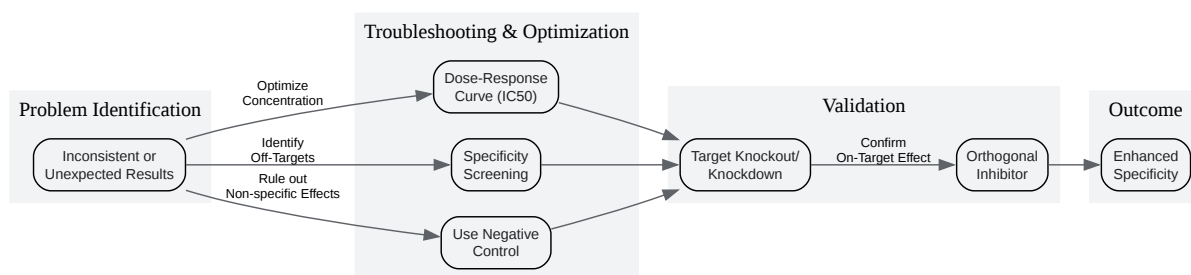 Problem Identification
Inconsistent or
Unexpected Results
Optimize
Concentration
Identify
Off-Targets
Rule out
Non-specific Effects
Troubleshooting & Optimization
Dose-Response
Curve (IC50)
Specificity
Screening
Use Negative
Control
Validation
Target Knockout/
Knockdown
Confirm
On-Target Effect
Orthogonal
Inhibitor
Outcome
Enhanced
Specificity